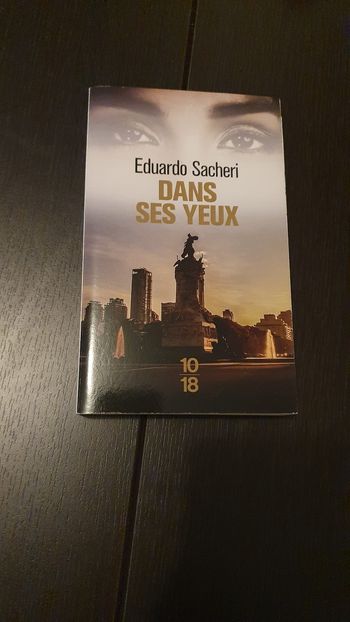 Eduardo Sacheri
DANS
SES YEUX
10
18